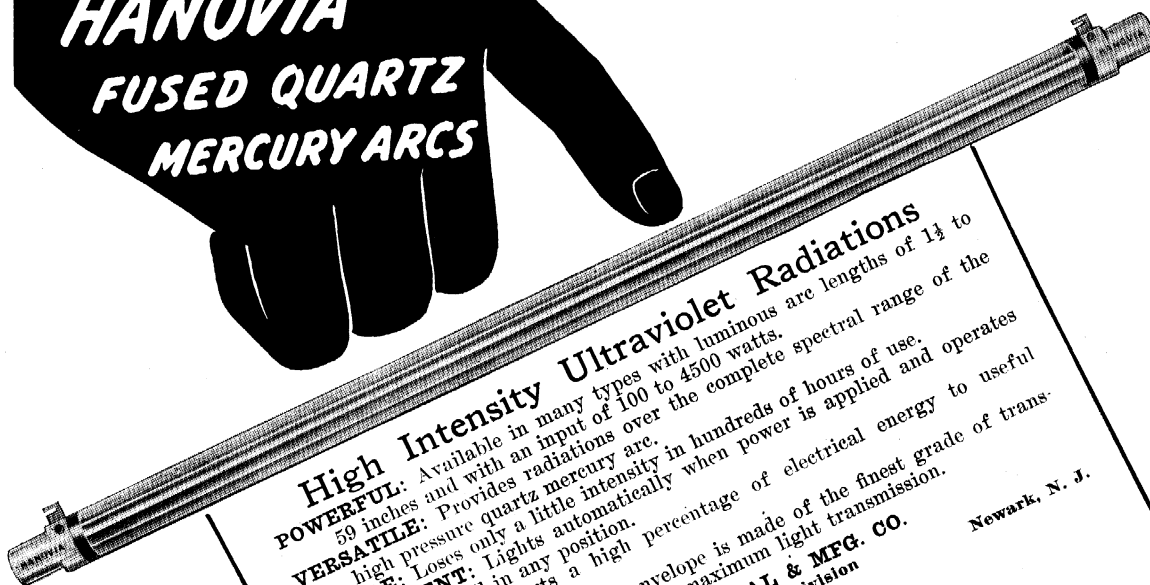 HANOVIA
FUSED QUARTZ
MERCURY ARCS
HANOVIA
High Intensity Ultraviolet Radiations
POWERFUL: Available in many types with luminous arc lengths of 1½ to
59 inches and with an input of 100 to 4500 watts.
VERSATILE: Provides radiations over the complete spectral range of the
high pressure quartz mercury arc.
Loses only a little intensity in hundreds of hours of use.
Lights automatically when power is applied and operates
in any position.
a high percentage of electrical energy to useful
is made of the finest grade of trans-
maximum light transmission.
& MFG. CO.
Newark, N. J.
HANOVIA